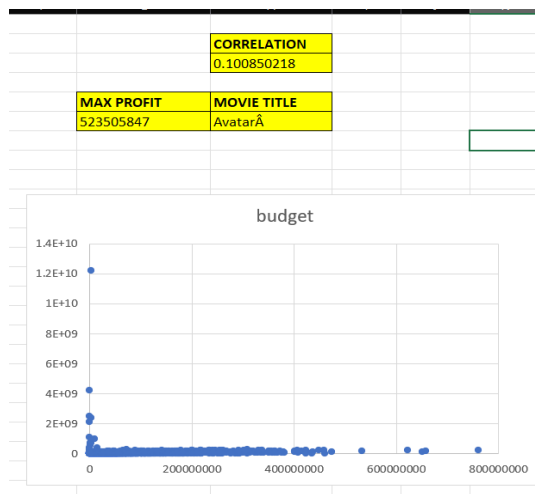 CORRELATION
0.100850218
MAX PROFIT MOVIE TITLE
523505847 AvatarÂ
budget
1.4E+10
1.2E+10
1E+10
8E+09
6E+09
4E+09
2E+09
0
0 200000000 400000000 600000000 800000000